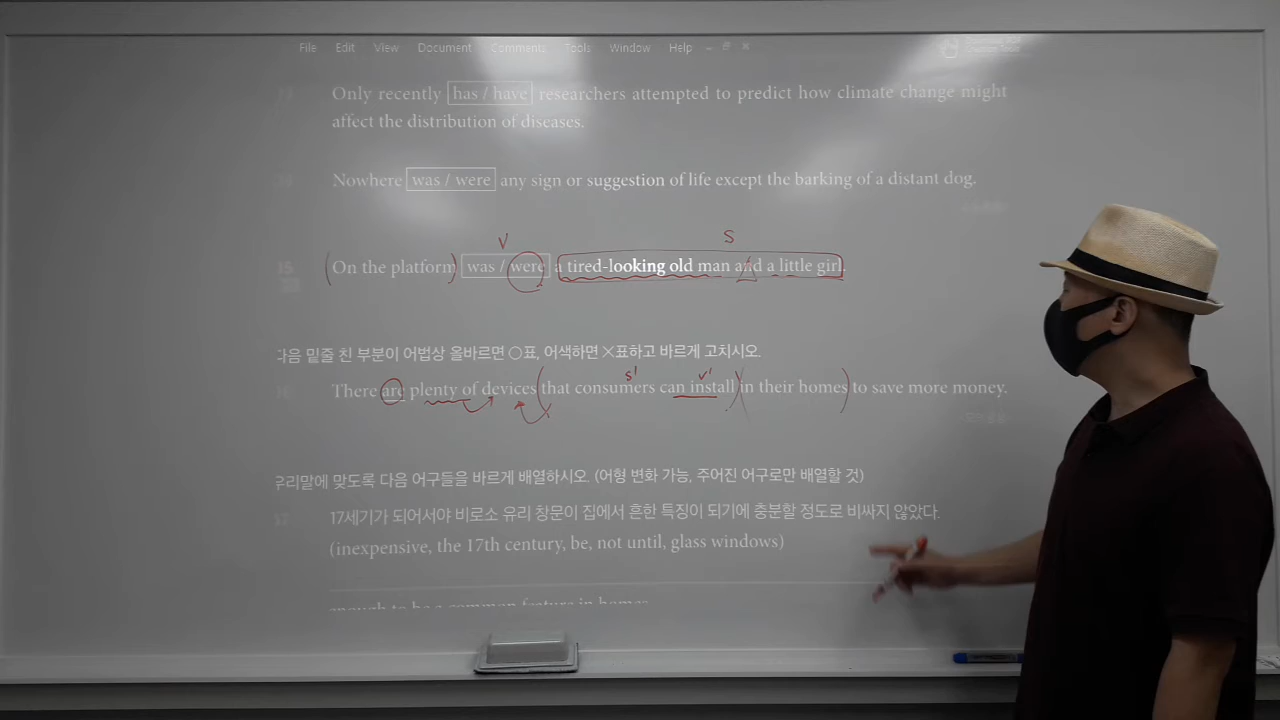 File Edit View Document Comments Tools Window Help
Only recently has / have researchers attempted to predict how climate change might
affect the distribution of diseases.
Nowhere was / were any sign or suggestion of life except the barking of a distant dog.
V S
(On the platform) was / were a tired-looking old man and a little girl.
다음 밑줄 친 부분이 어법상 올바르면 ○표, 어색하면 ×표하고 바르게 고치시오.
s' v'
There are plenty of devices (that consumers can install) (in their homes) to save more money.
우리말에 맞도록 다음 어구들을 바르게 배열하시오. (어형 변화 가능, 주어진 어구로만 배열할 것)
17세기가 되어서야 비로소 유리 창문이 집에서 흔한 특징이 되기에 충분할 정도로 비싸지 않았다.
(inexpensive, the 17th century, be, not until, glass windows)
enough to be a common feature in homes.